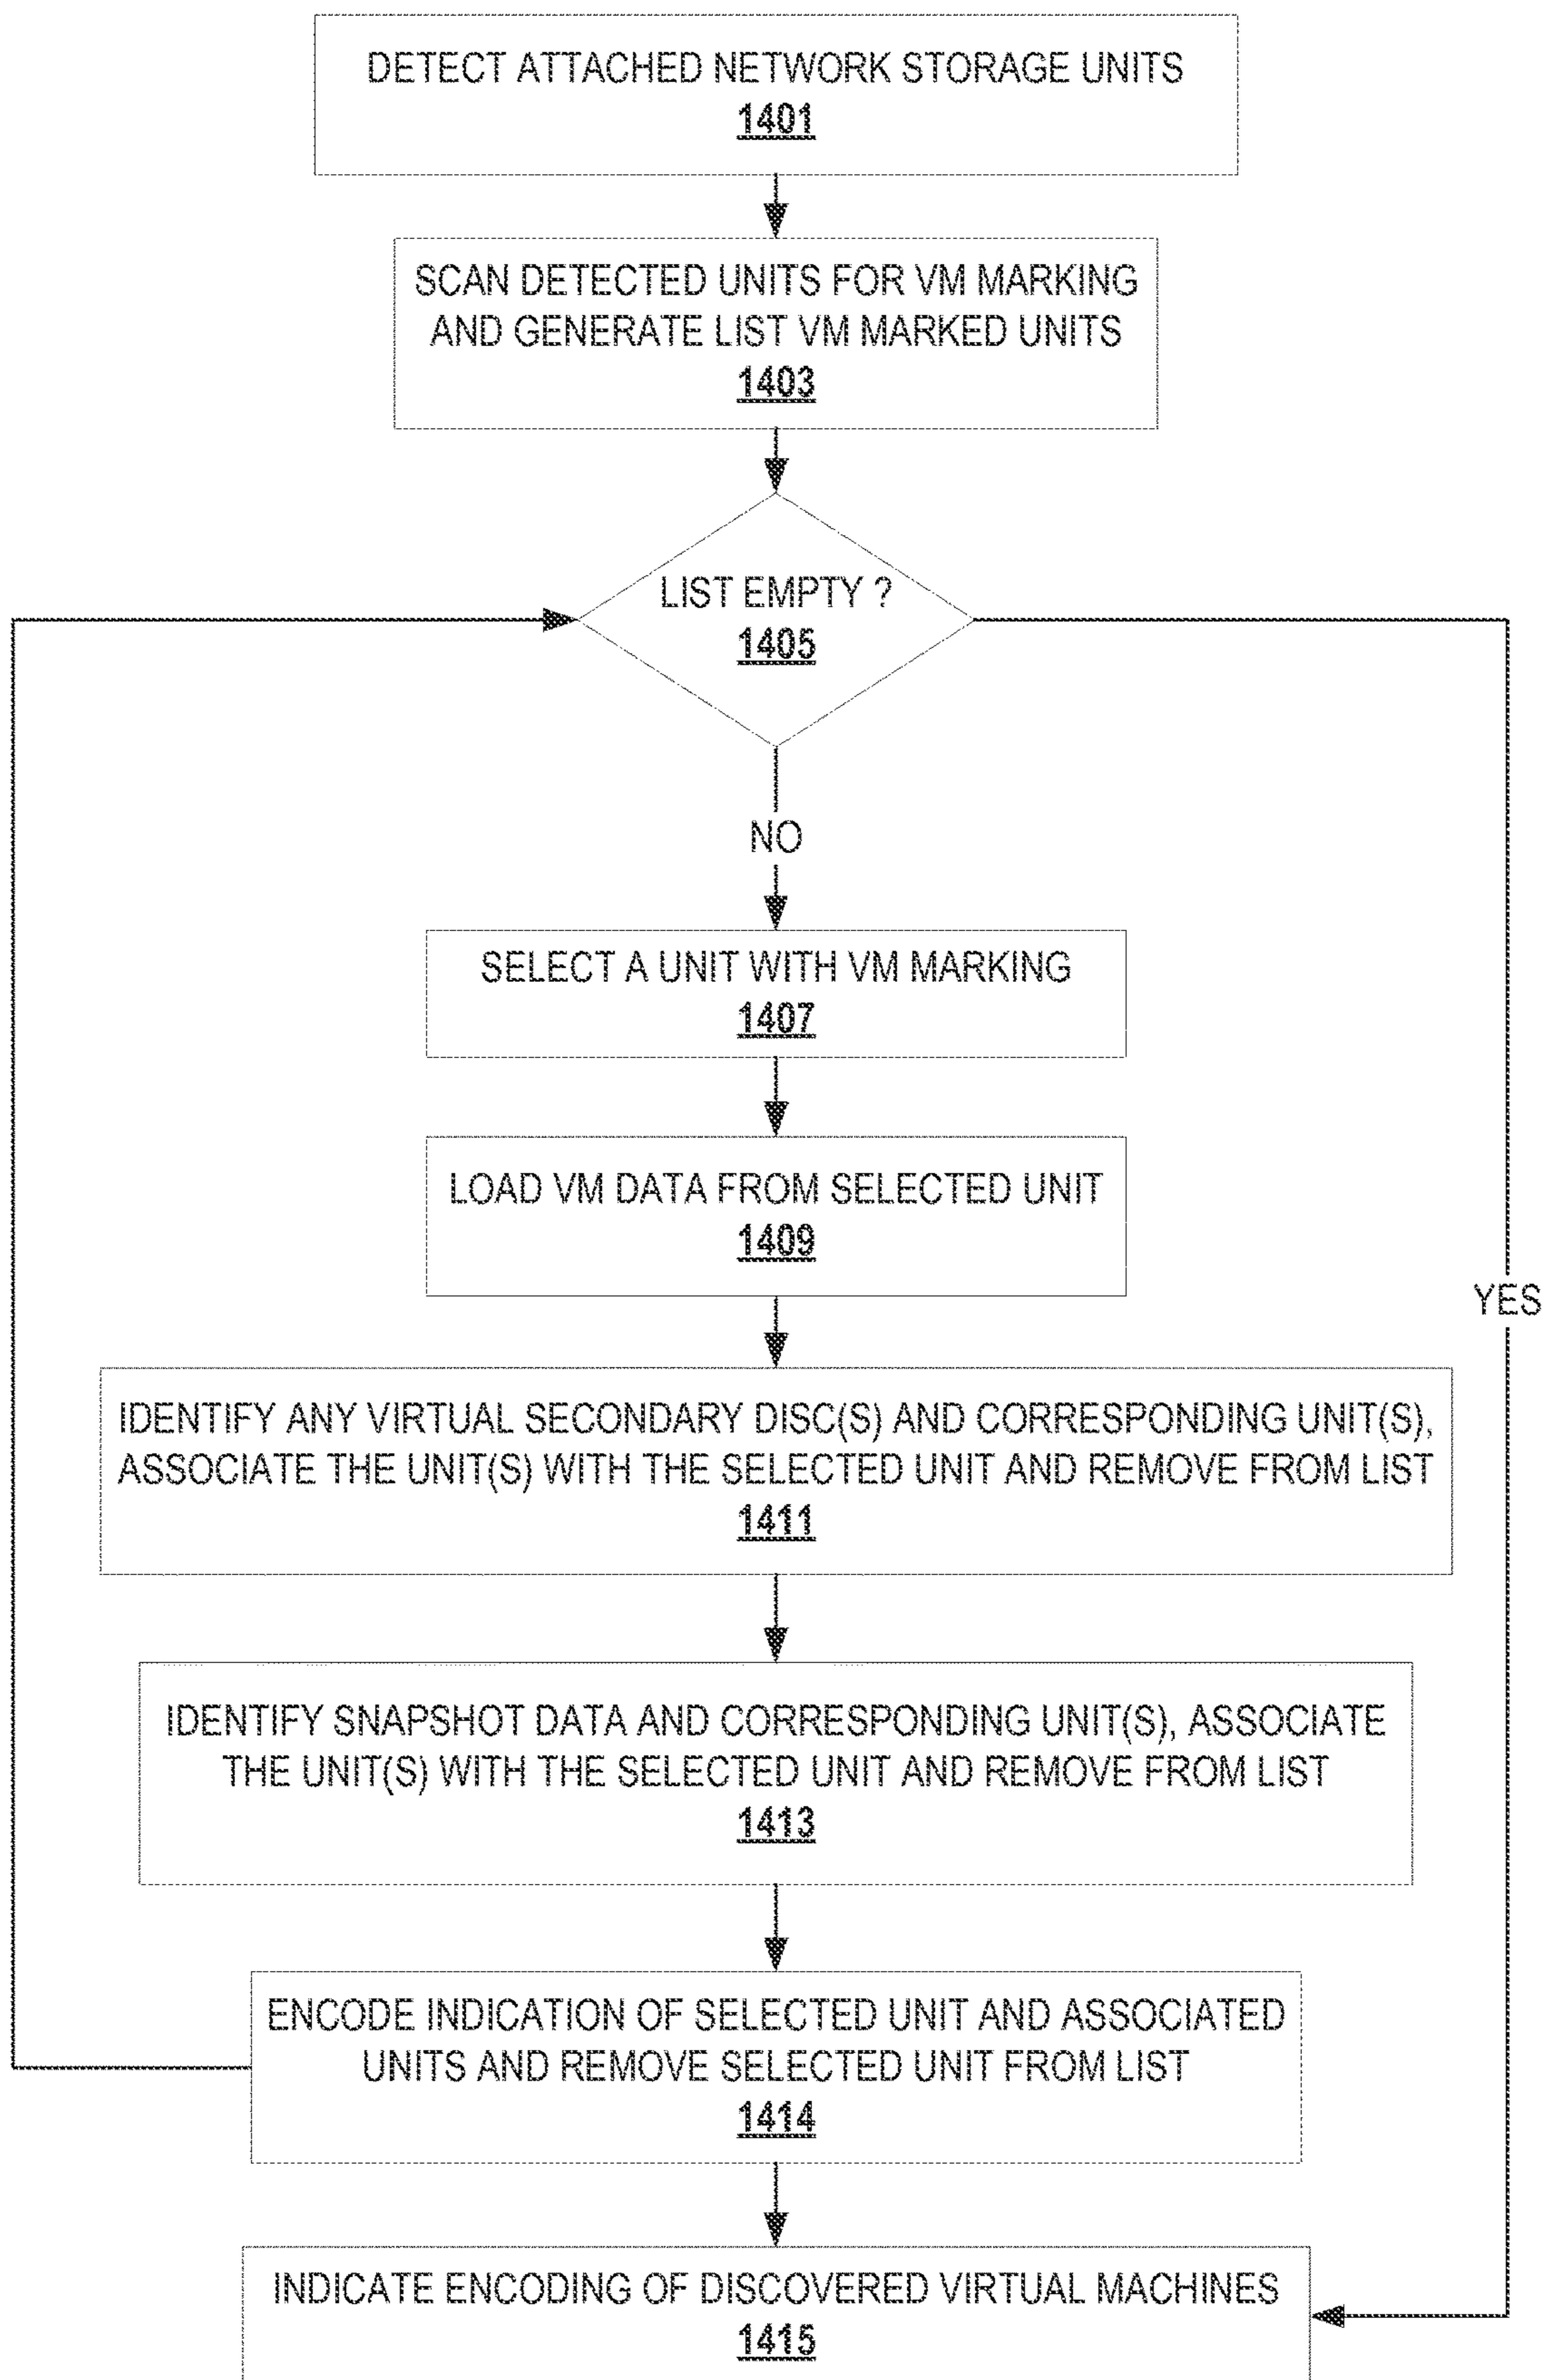 DETECT ATTACHED NETWORK STORAGE UNITS
1401
SCAN DETECTED UNITS FOR VM MARKING
AND GENERATE LIST VM MARKED UNITS
1403
LIST EMPTY ?
1405
NO
SELECT A UNIT WITH VM MARKING
1407
LOAD VM DATA FROM SELECTED UNIT
1409
YES
IDENTIFY ANY VIRTUAL SECONDARY DISC(S) AND CORRESPONDING UNIT(S),
ASSOCIATE THE UNIT(S) WITH THE SELECTED UNIT AND REMOVE FROM LIST
1411
IDENTIFY SNAPSHOT DATA AND CORRESPONDING UNIT(S), ASSOCIATE
THE UNIT(S) WITH THE SELECTED UNIT AND REMOVE FROM LIST
1413
ENCODE INDICATION OF SELECTED UNIT AND ASSOCIATED
UNITS AND REMOVE SELECTED UNIT FROM LIST
1414
INDICATE ENCODING OF DISCOVERED VIRTUAL MACHINES
1415